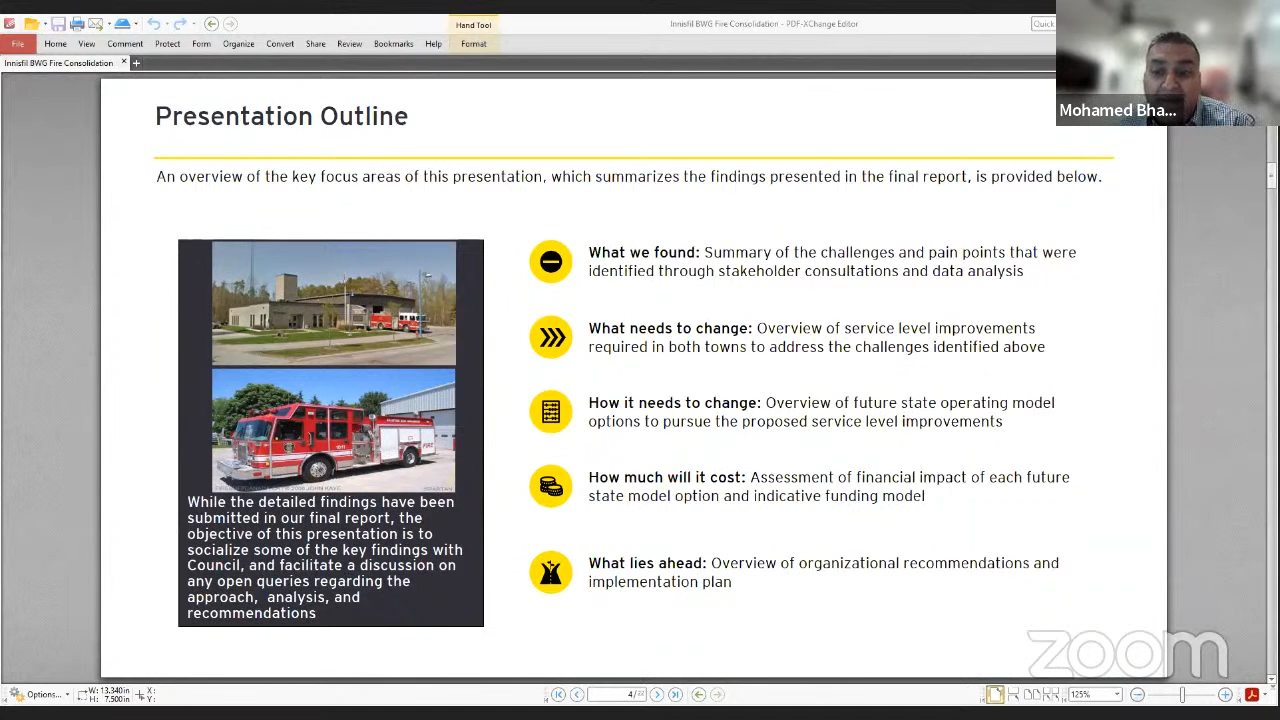 Hand Tool
Innisfil BWG Fire Consolidation - PDF-XChange Editor
Quick
File Home View Comment Protect Form Organize Convert Share Review Bookmarks Help Format
Innisfil BWG Fire Consolidation × +
Mohamed Bha...
Presentation Outline
An overview of the key focus areas of this presentation, which summarizes the findings presented in the final report, is provided below.
What we found: Summary of the challenges and pain points that were
identified through stakeholder consultations and data analysis
What needs to change: Overview of service level improvements
required in both towns to address the challenges identified above
How it needs to change: Overview of future state operating model
options to pursue the proposed service level improvements
How much will it cost: Assessment of financial impact of each future
state model option and indicative funding model
What lies ahead: Overview of organizational recommendations and
implementation plan
FIRE
While the detailed findings have been
submitted in our final report, the
objective of this presentation is to
socialize some of the key findings with
Council, and facilitate a discussion on
any open queries regarding the
approach, analysis, and
recommendations
zoom
Options...
W: 13.340in
H: 7.500in
X:
Y:
4/22
125%